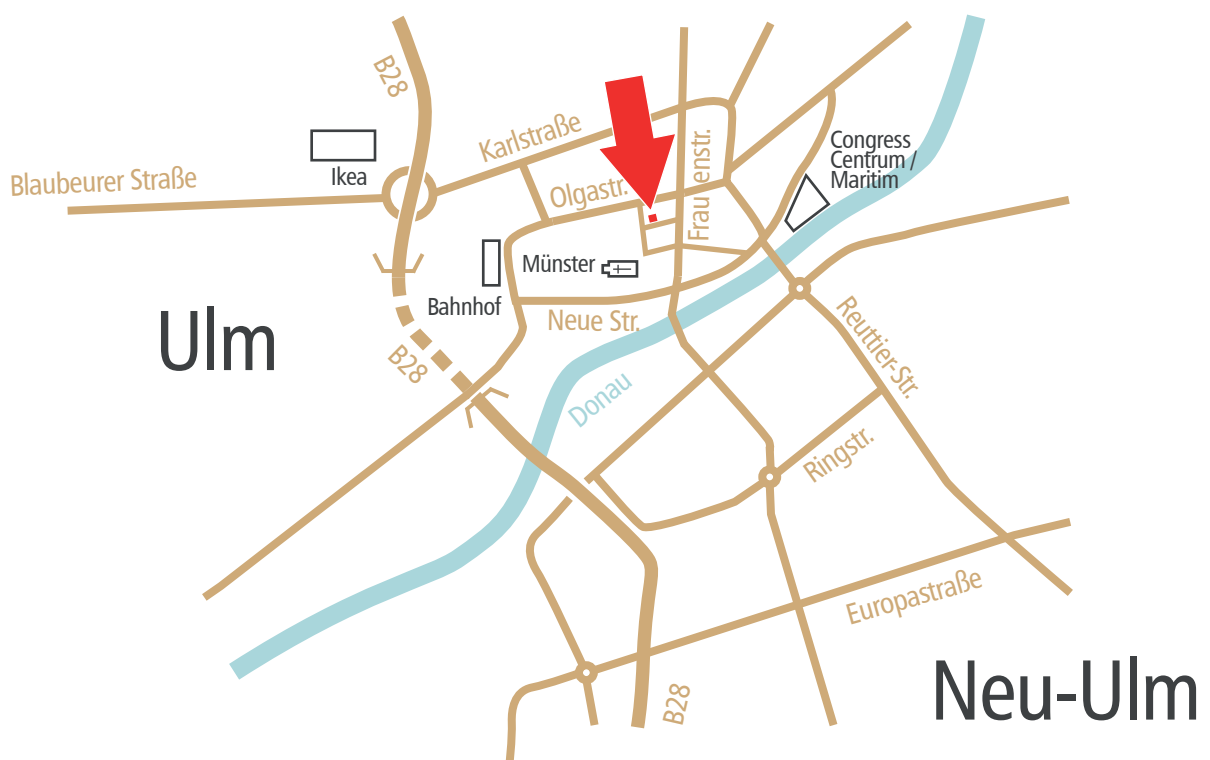 B28
Karlstraße
Congress
Centrum /
Maritim
Ikea
Blaubeurer Straße
Olgastr.
Frauenstr.
Münster
Bahnhof
Neue Str.
Ulm
B28
Donau
Reuttier-Str.
Ringstr.
Europastraße
Neu-Ulm
B28